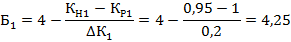 Б₁ = 4 − (К_Н1 − К_Р1)/ΔК₁ = 4 − (0,95 − 1)/0,2 = 4,25